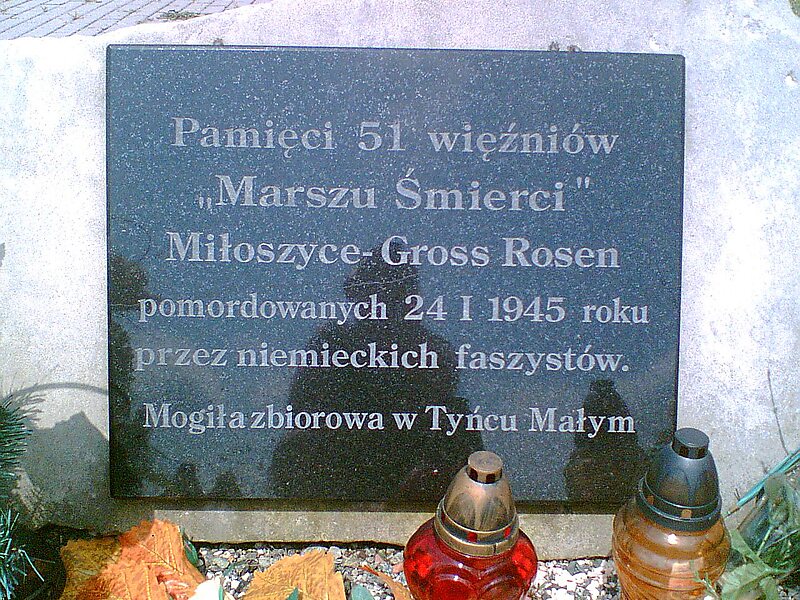 Pamięci 51 więźniów
„Marszu Śmierci"
Miłoszyce-Gross Rosen
pomordowanych 24 I 1945 roku
przez niemieckich faszystów.
Mogiła zbiorowa w Tyńcu Małym